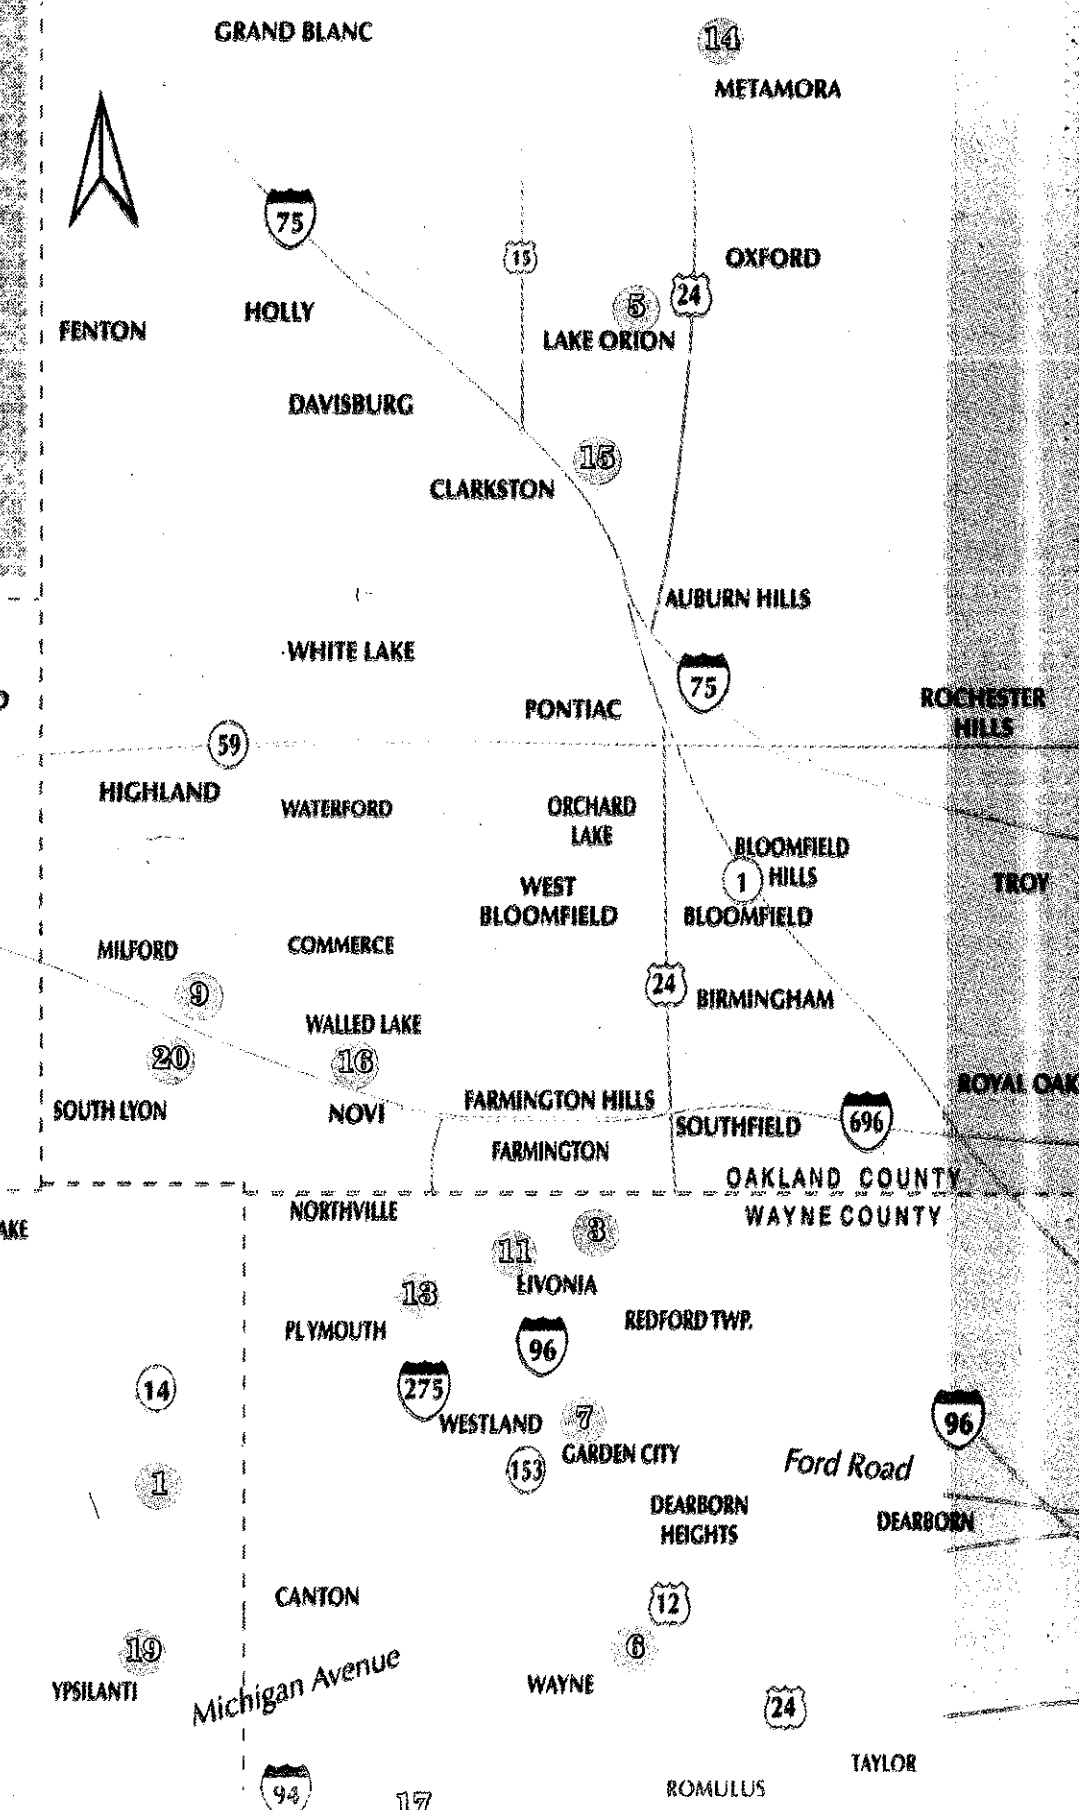 GRAND BLANC
14
METAMORA
75
15
OXFORD
5
24
HOLLY
FENTON
LAKE ORION
DAVISBURG
15
CLARKSTON
AUBURN HILLS
WHITE LAKE
75
PONTIAC
ROCHESTER
HILLS
59
HIGHLAND
WATERFORD
ORCHARD
LAKE
BLOOMFIELD
HILLS
1
TROY
WEST
BLOOMFIELD
BLOOMFIELD
MILFORD
COMMERCE
9
24
BIRMINGHAM
WALLED LAKE
20
16
ROYAL OAK
SOUTH LYON
NOVI
FARMINGTON HILLS
696
SOUTHFIELD
FARMINGTON
OAKLAND COUNTY
NORTHVILLE
WAYNE COUNTY
AKE
11
3
LIVONIA
13
PLYMOUTH
REDFORD TWP.
96
14
275
WESTLAND
7
96
GARDEN CITY
153
Ford Road
1
DEARBORN
HEIGHTS
DEARBORN
CANTON
12
19
6
YPSILANTI
Michigan Avenue
WAYNE
24
TAYLOR
94
17
ROMULUS